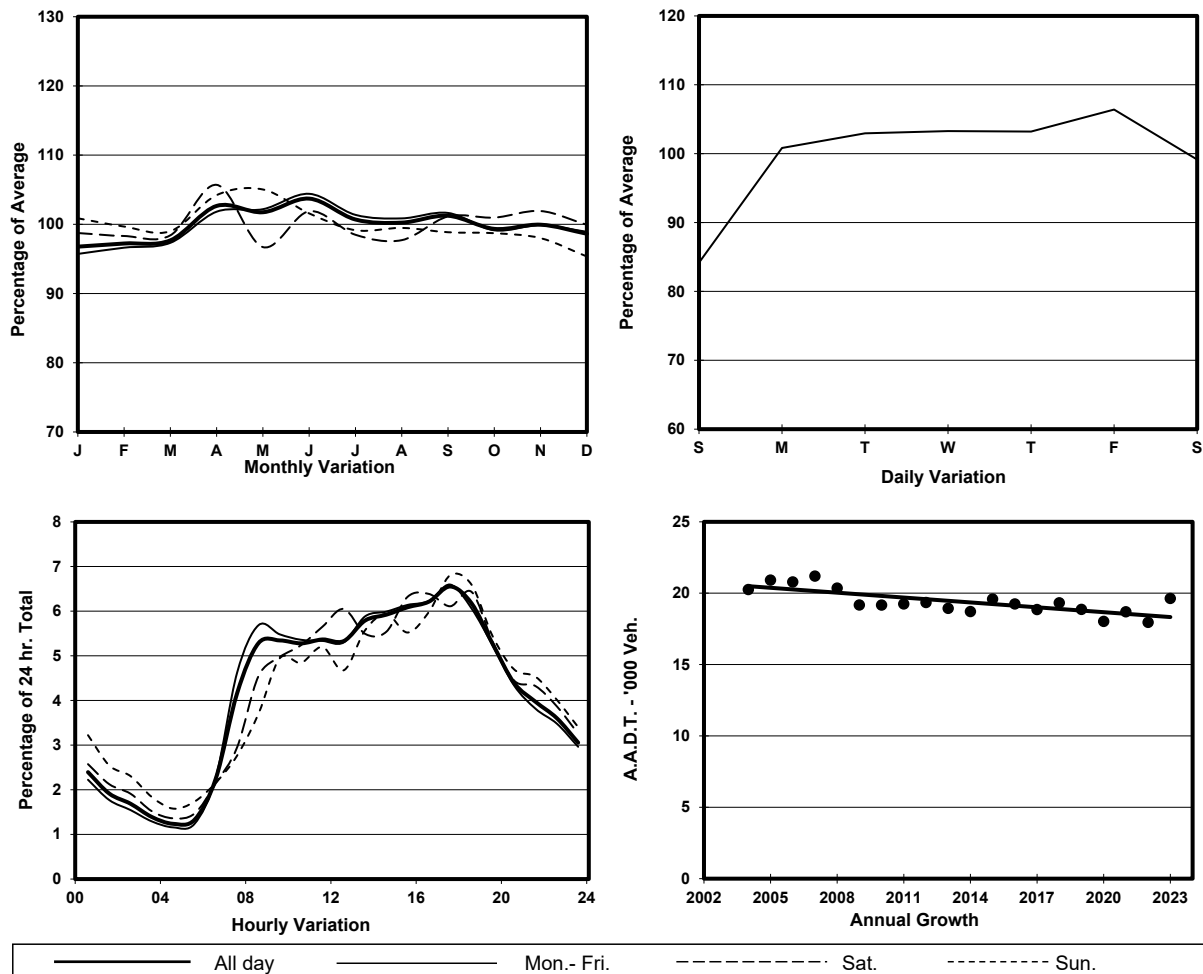 130
120
110
100
90
80
70
Percentage of Average
J F M A M J J A S O N D
Monthly Variation
120
110
100
90
80
70
60
Percentage of Average
S M T W T F S
Daily Variation
8
7
6
5
4
3
2
1
0
Percentage of 24 hr. Total
00 04 08 12 16 20 24
Hourly Variation
25
20
15
10
5
0
A.A.D.T. - '000 Veh.
2002 2005 2008 2011 2014 2017 2020 2023
Annual Growth
All day Mon.- Fri. Sat. Sun.